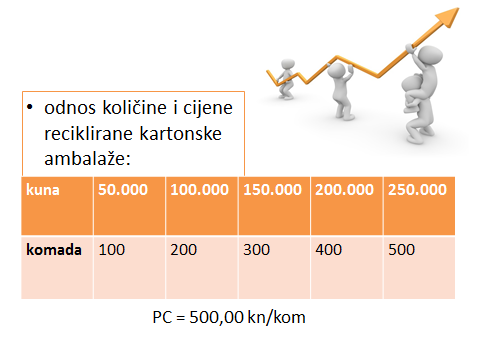 • odnos količine i cijene
reciklirane kartonske
ambalaže:
kuna 50.000 100.000 150.000 200.000 250.000
komada 100 200 300 400 500
PC = 500,00 kn/kom